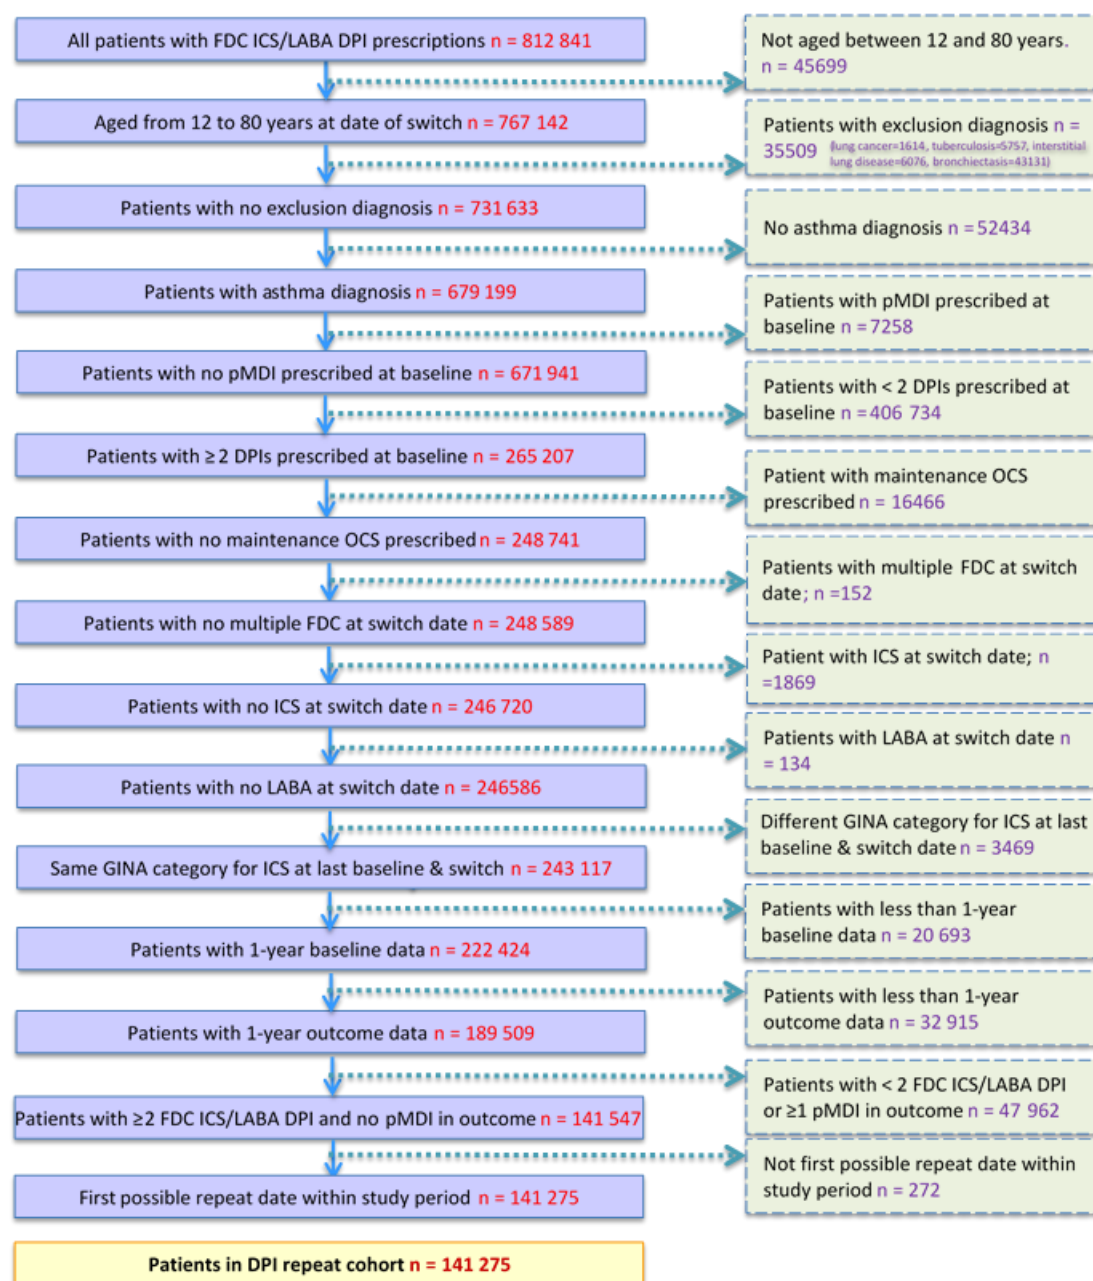 All patients with FDC ICS/LABA DPI prescriptions n = 812 841
Not aged between 12 and 80 years.
n = 45699
Aged from 12 to 80 years at date of switch n = 767 142
Patients with exclusion diagnosis n =
35509 (lung cancer=1614, tuberculosis=5757, interstitial
lung disease=6076, bronchiectasis=43131)
Patients with no exclusion diagnosis n = 731 633
No asthma diagnosis n = 52434
Patients with asthma diagnosis n = 679 199
Patients with pMDI prescribed at
baseline n = 7258
Patients with no pMDI prescribed at baseline n = 671 941
Patients with < 2 DPIs prescribed at
baseline n = 406 734
Patients with ≥ 2 DPIs prescribed at baseline n = 265 207
Patient with maintenance OCS
prescribed n = 16466
Patients with no maintenance OCS prescribed n = 248 741
Patients with multiple FDC at switch
date; n =152
Patients with no multiple FDC at switch date n = 248 589
Patient with ICS at switch date; n
=1869
Patients with no ICS at switch date n = 246 720
Patients with LABA at switch date n
= 134
Patients with no LABA at switch date n = 246586
Different GINA category for ICS at last
baseline & switch date n = 3469
Same GINA category for ICS at last baseline & switch n = 243 117
Patients with less than 1-year
baseline data n = 20 693
Patients with 1-year baseline data n = 222 424
Patients with less than 1-year
outcome data n = 32 915
Patients with 1-year outcome data n = 189 509
Patients with < 2 FDC ICS/LABA DPI
or ≥1 pMDI in outcome n = 47 962
Patients with ≥2 FDC ICS/LABA DPI and no pMDI in outcome n = 141 547
Not first possible repeat date within
study period n = 272
First possible repeat date within study period n = 141 275
Patients in DPI repeat cohort n = 141 275